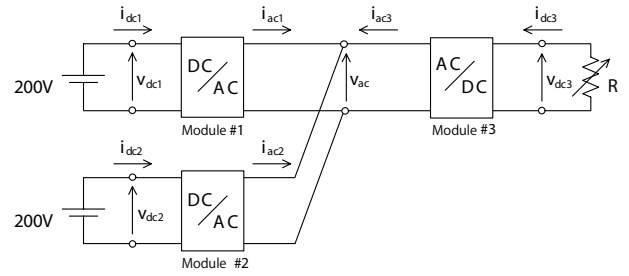 i_dc1 i_ac1 i_ac3 i_dc3
200V v_dc1 DC/AC v_ac AC/DC v_dc3 R
Module #1 Module #3
i_dc2 i_ac2
200V v_dc2 DC/AC
Module #2